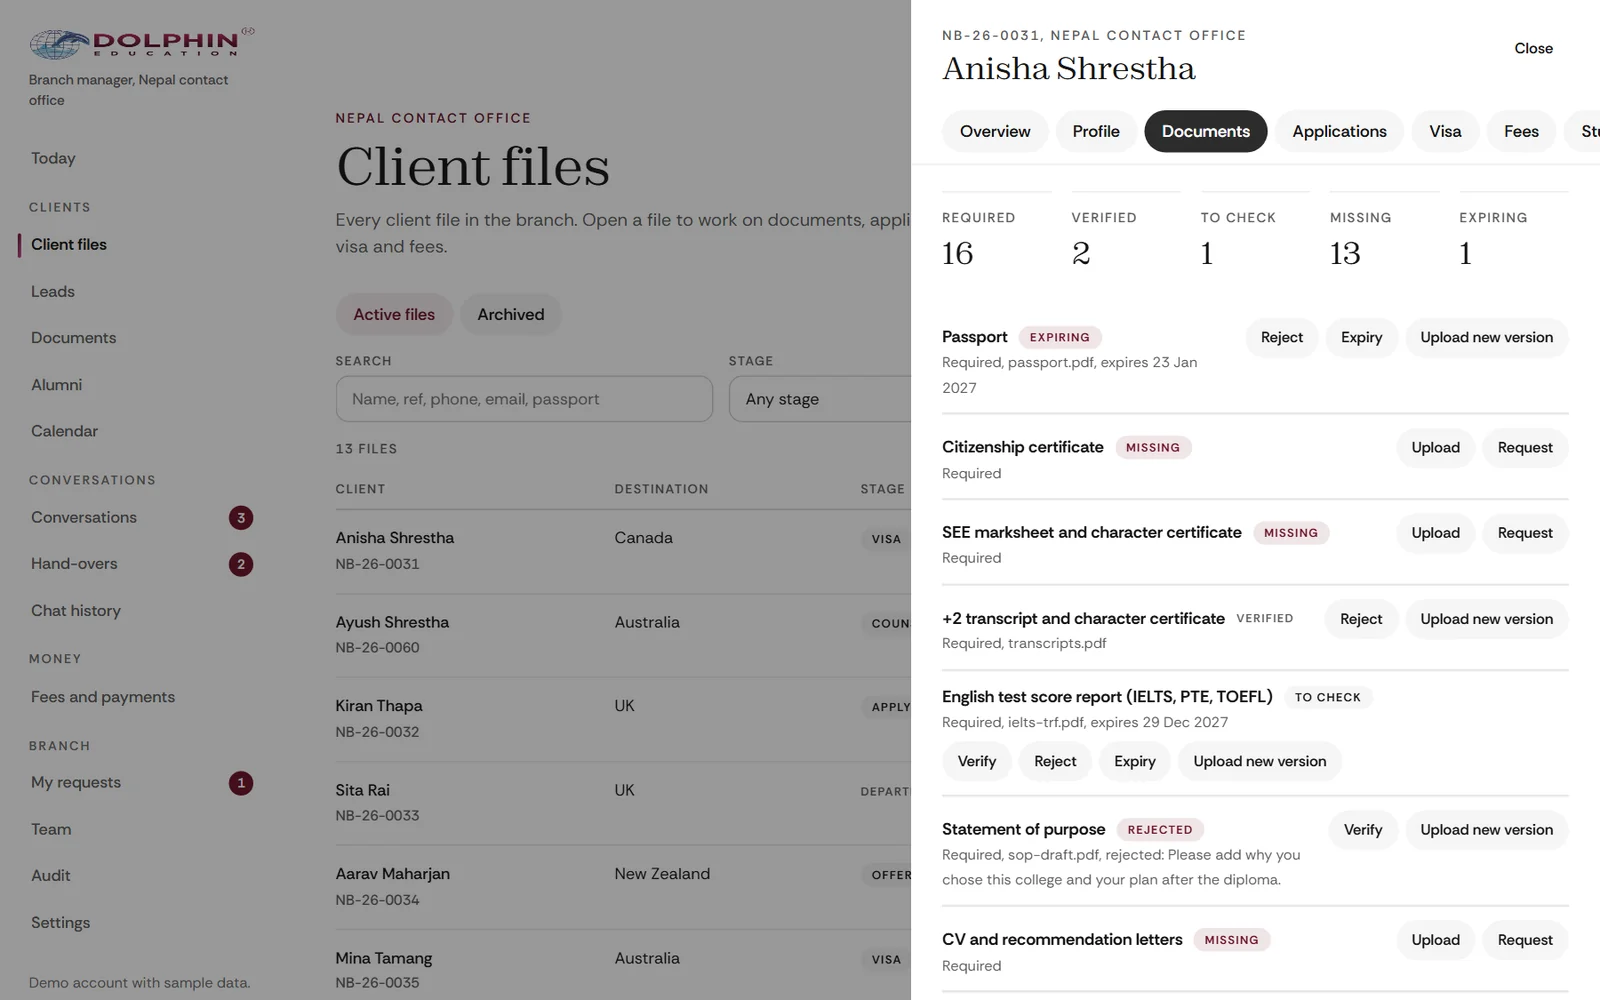 DOLPHIN
EDUCATION
Branch manager, Nepal contact
office
Today
CLIENTS
Client files
Leads
Documents
Alumni
Calendar
CONVERSATIONS
Conversations 3
Hand-overs 2
Chat history
MONEY
Fees and payments
BRANCH
My requests 1
Team
Audit
Settings
Demo account with sample data.
NEPAL CONTACT OFFICE
Client files
Every client file in the branch. Open a file to work on documents, appli
visa and fees.
Active files Archived
SEARCH STAGE
Name, ref, phone, email, passport Any stage
13 FILES
CLIENT DESTINATION STAGE
Anisha Shrestha Canada VISA
NB-26-0031
Ayush Shrestha Australia COUN
NB-26-0060
Kiran Thapa UK APPLY
NB-26-0032
Sita Rai UK DEPART
NB-26-0033
Aarav Maharjan New Zealand OFFER
NB-26-0034
Mina Tamang Australia VISA
NB-26-0035
NB-26-0031, NEPAL CONTACT OFFICE
Anisha Shrestha
Close
Overview Profile Documents Applications Visa Fees Stu
REQUIRED VERIFIED TO CHECK MISSING EXPIRING
16 2 1 13 1
Passport EXPIRING Reject Expiry Upload new version
Required, passport.pdf, expires 23 Jan
2027
Citizenship certificate MISSING Upload Request
Required
SEE marksheet and character certificate MISSING Upload Request
Required
+2 transcript and character certificate VERIFIED Reject Upload new version
Required, transcripts.pdf
English test score report (IELTS, PTE, TOEFL) TO CHECK
Required, ielts-trf.pdf, expires 29 Dec 2027
Verify Reject Expiry Upload new version
Statement of purpose REJECTED Verify Upload new version
Required, sop-draft.pdf, rejected: Please add why you
chose this college and your plan after the diploma.
CV and recommendation letters MISSING Upload Request
Required